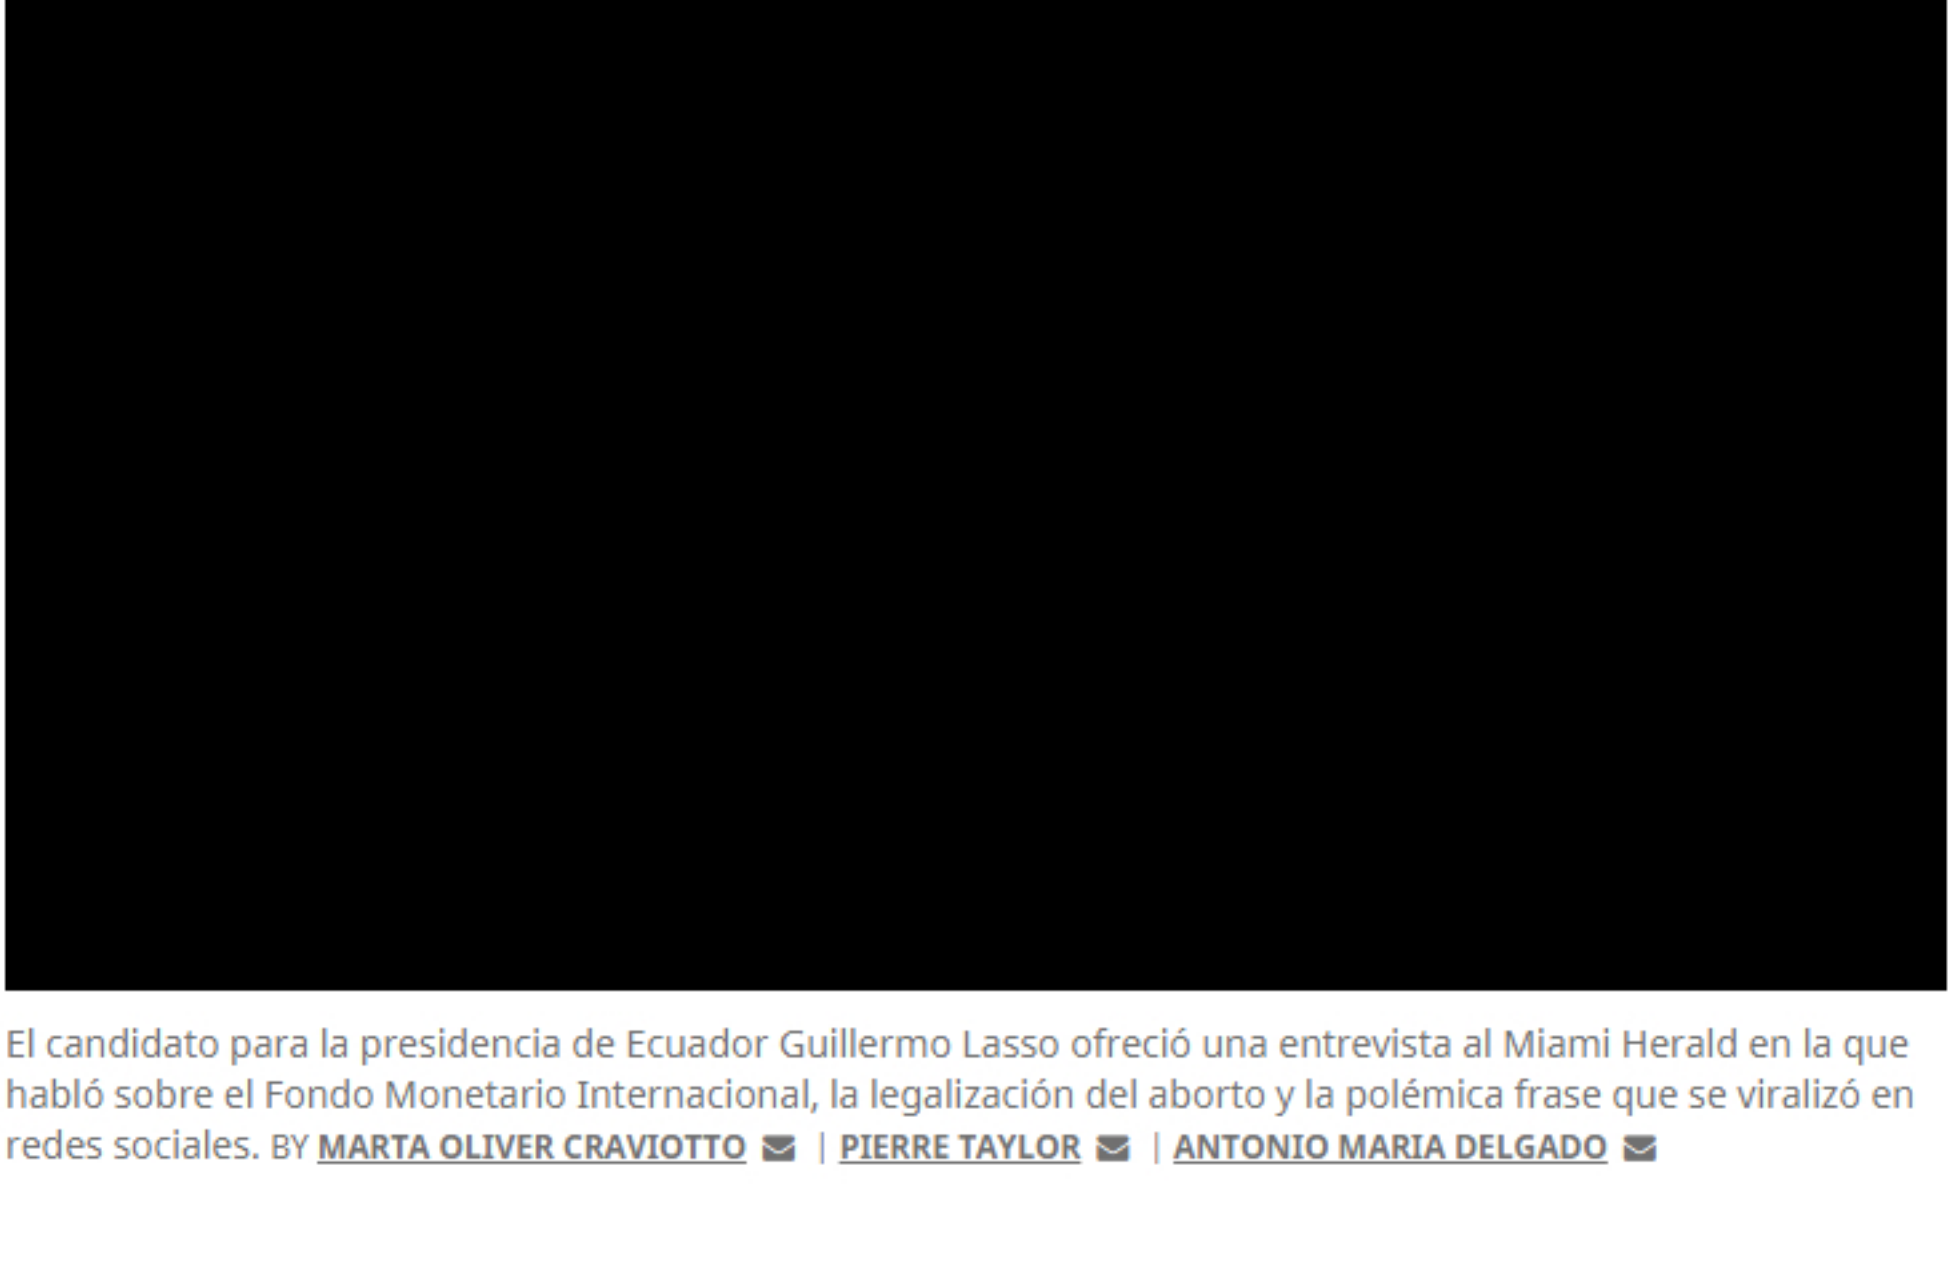 El candidato para la presidencia de Ecuador Guillermo Lasso ofreció una entrevista al Miami Herald en la que
habló sobre el Fondo Monetario Internacional, la legalización del aborto y la polémica frase que se viralizó en
redes sociales. BY MARTA OLIVER CRAVIOTTO | PIERRE TAYLOR | ANTONIO MARIA DELGADO